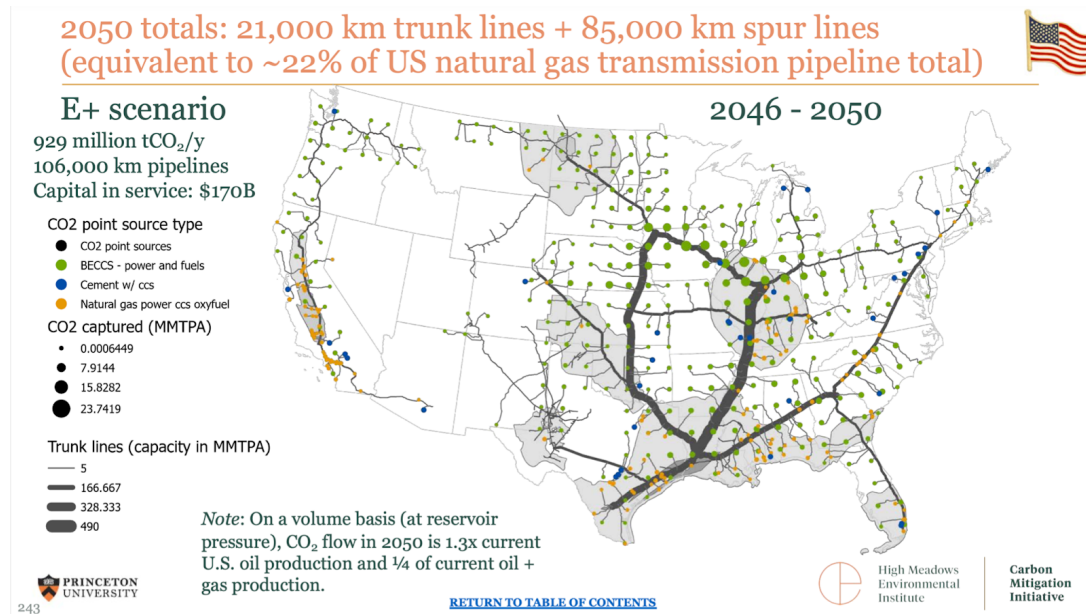 2050 totals: 21,000 km trunk lines + 85,000 km spur lines
(equivalent to ~22% of US natural gas transmission pipeline total)
E+ scenario
2046 - 2050
929 million tCO₂/y
106,000 km pipelines
Capital in service: $170B
CO2 point source type
CO2 point sources
BECCS - power and fuels
Cement w/ ccs
Natural gas power ccs oxyfuel
CO2 captured (MMTPA)
0.0006449
7.9144
15.8282
23.7419
Trunk lines (capacity in MMTPA)
5
166.667
328.333
490
Note: On a volume basis (at reservoir
pressure), CO₂ flow in 2050 is 1.3x current
U.S. oil production and ¼ of current oil +
gas production.
PRINCETON
UNIVERSITY
243
RETURN TO TABLE OF CONTENTS
High Meadows
Environmental
Institute
Carbon
Mitigation
Initiative